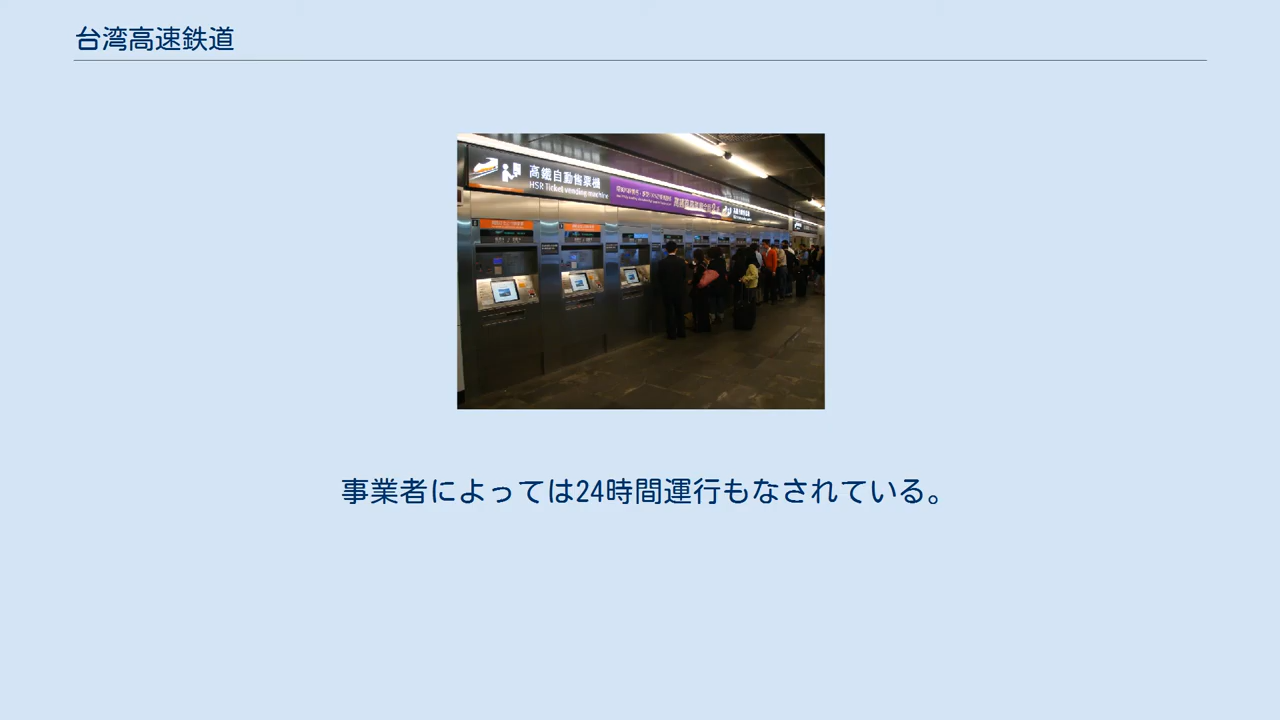 台湾高速鉄道
高鐵自動售票機
HSR Ticket vending machine
事業者によっては24時間運行もなされている。